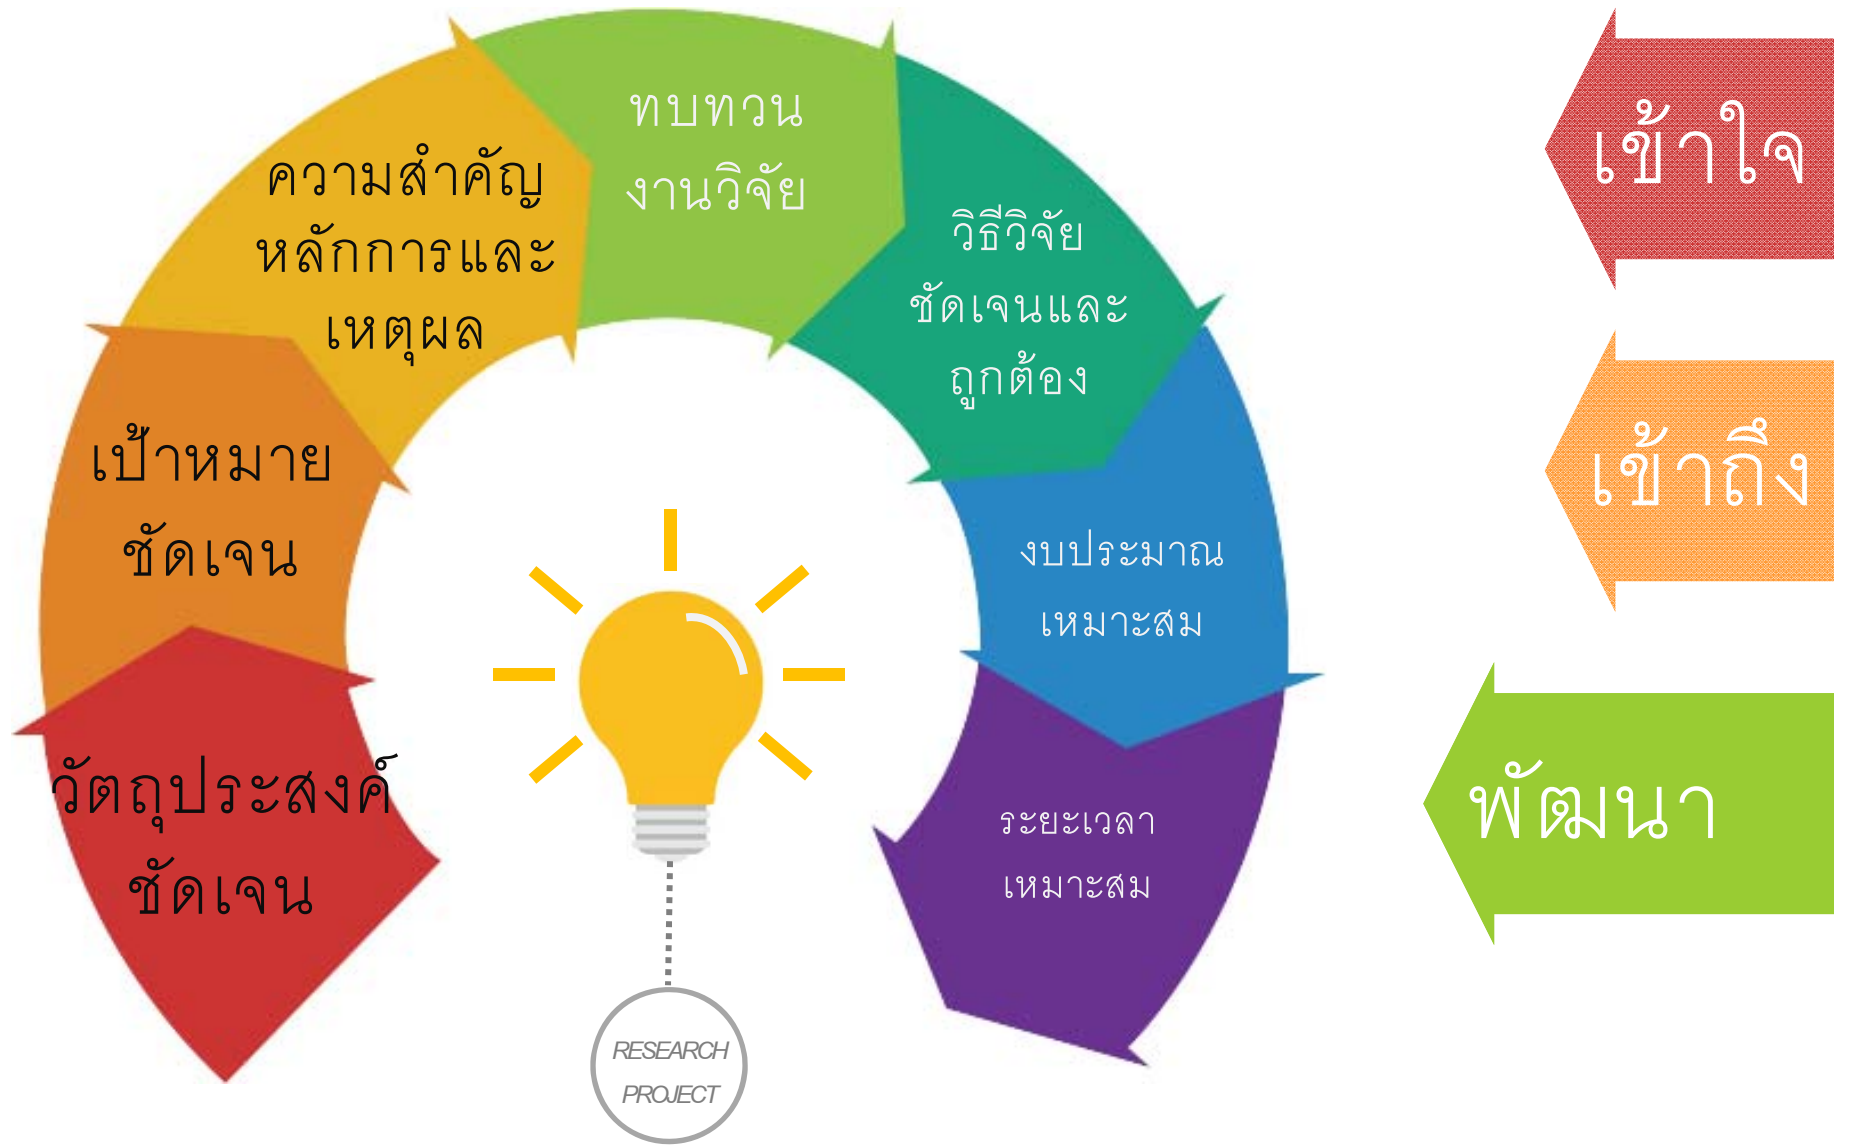 วัตถุประสงค์
ชัดเจน
เป้าหมาย
ชัดเจน
ความสำคัญ
หลักการและ
เหตุผล
ทบทวน
งานวิจัย
วิธีวิจัย
ชัดเจนและ
ถูกต้อง
งบประมาณ
เหมาะสม
ระยะเวลา
เหมาะสม
RESEARCH
PROJECT
เข้าใจ
เข้าถึง
พัฒนา